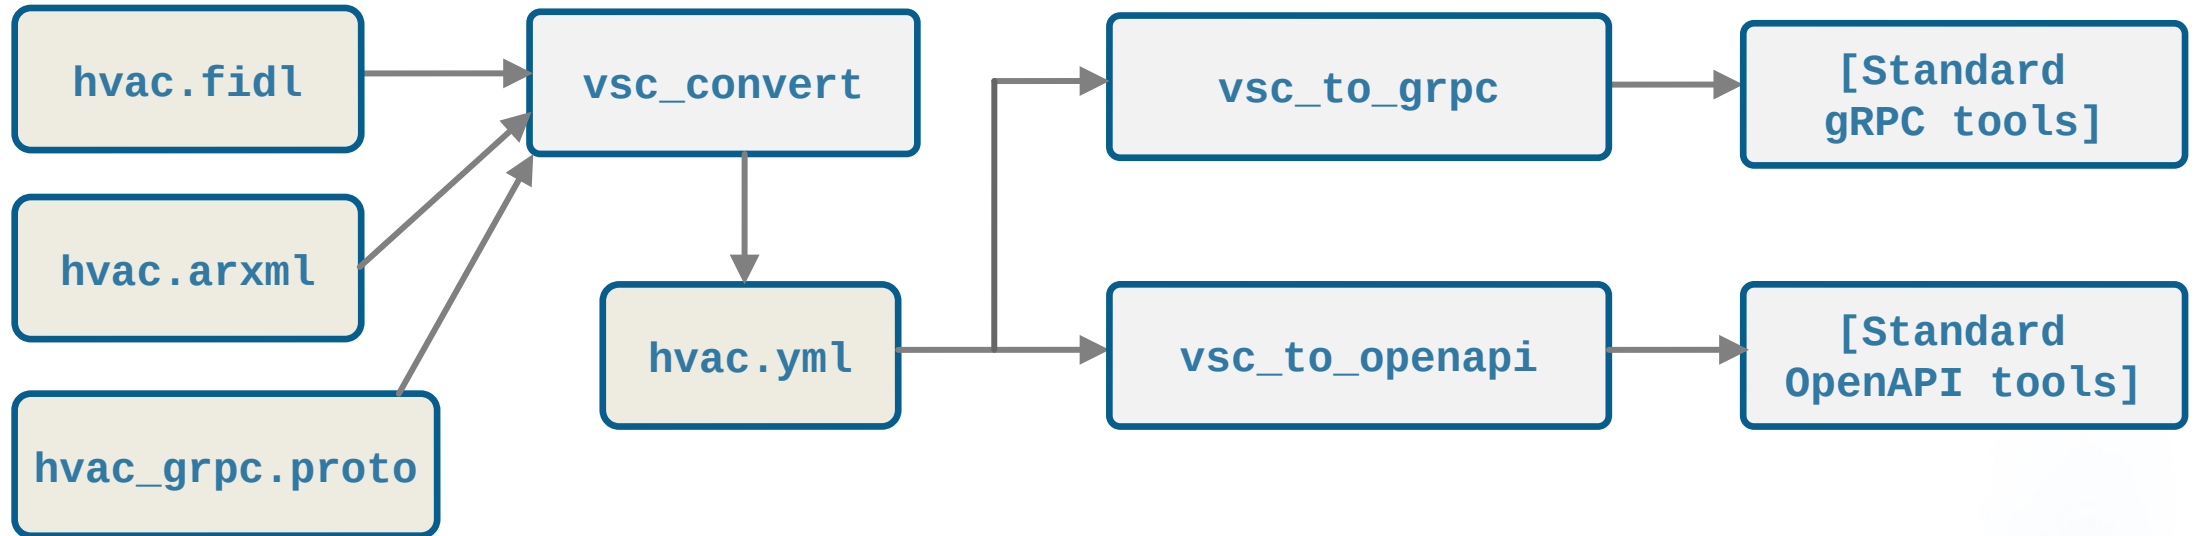 hvac.fidl
vsc_convert
vsc_to_grpc
[Standard
gRPC tools]
hvac.arxml
hvac.yml
vsc_to_openapi
[Standard
OpenAPI tools]
hvac_grpc.proto